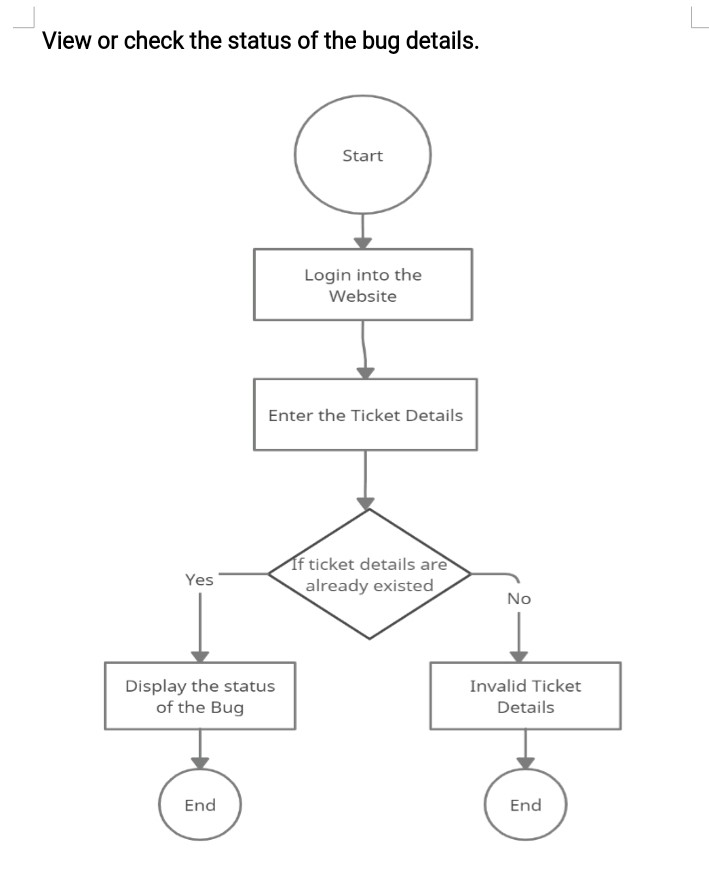 View or check the status of the bug details.
Start
Login into the
Website
Enter the Ticket Details
If ticket details are
already existed
Yes
No
Display the status
of the Bug
Invalid Ticket
Details
End
End